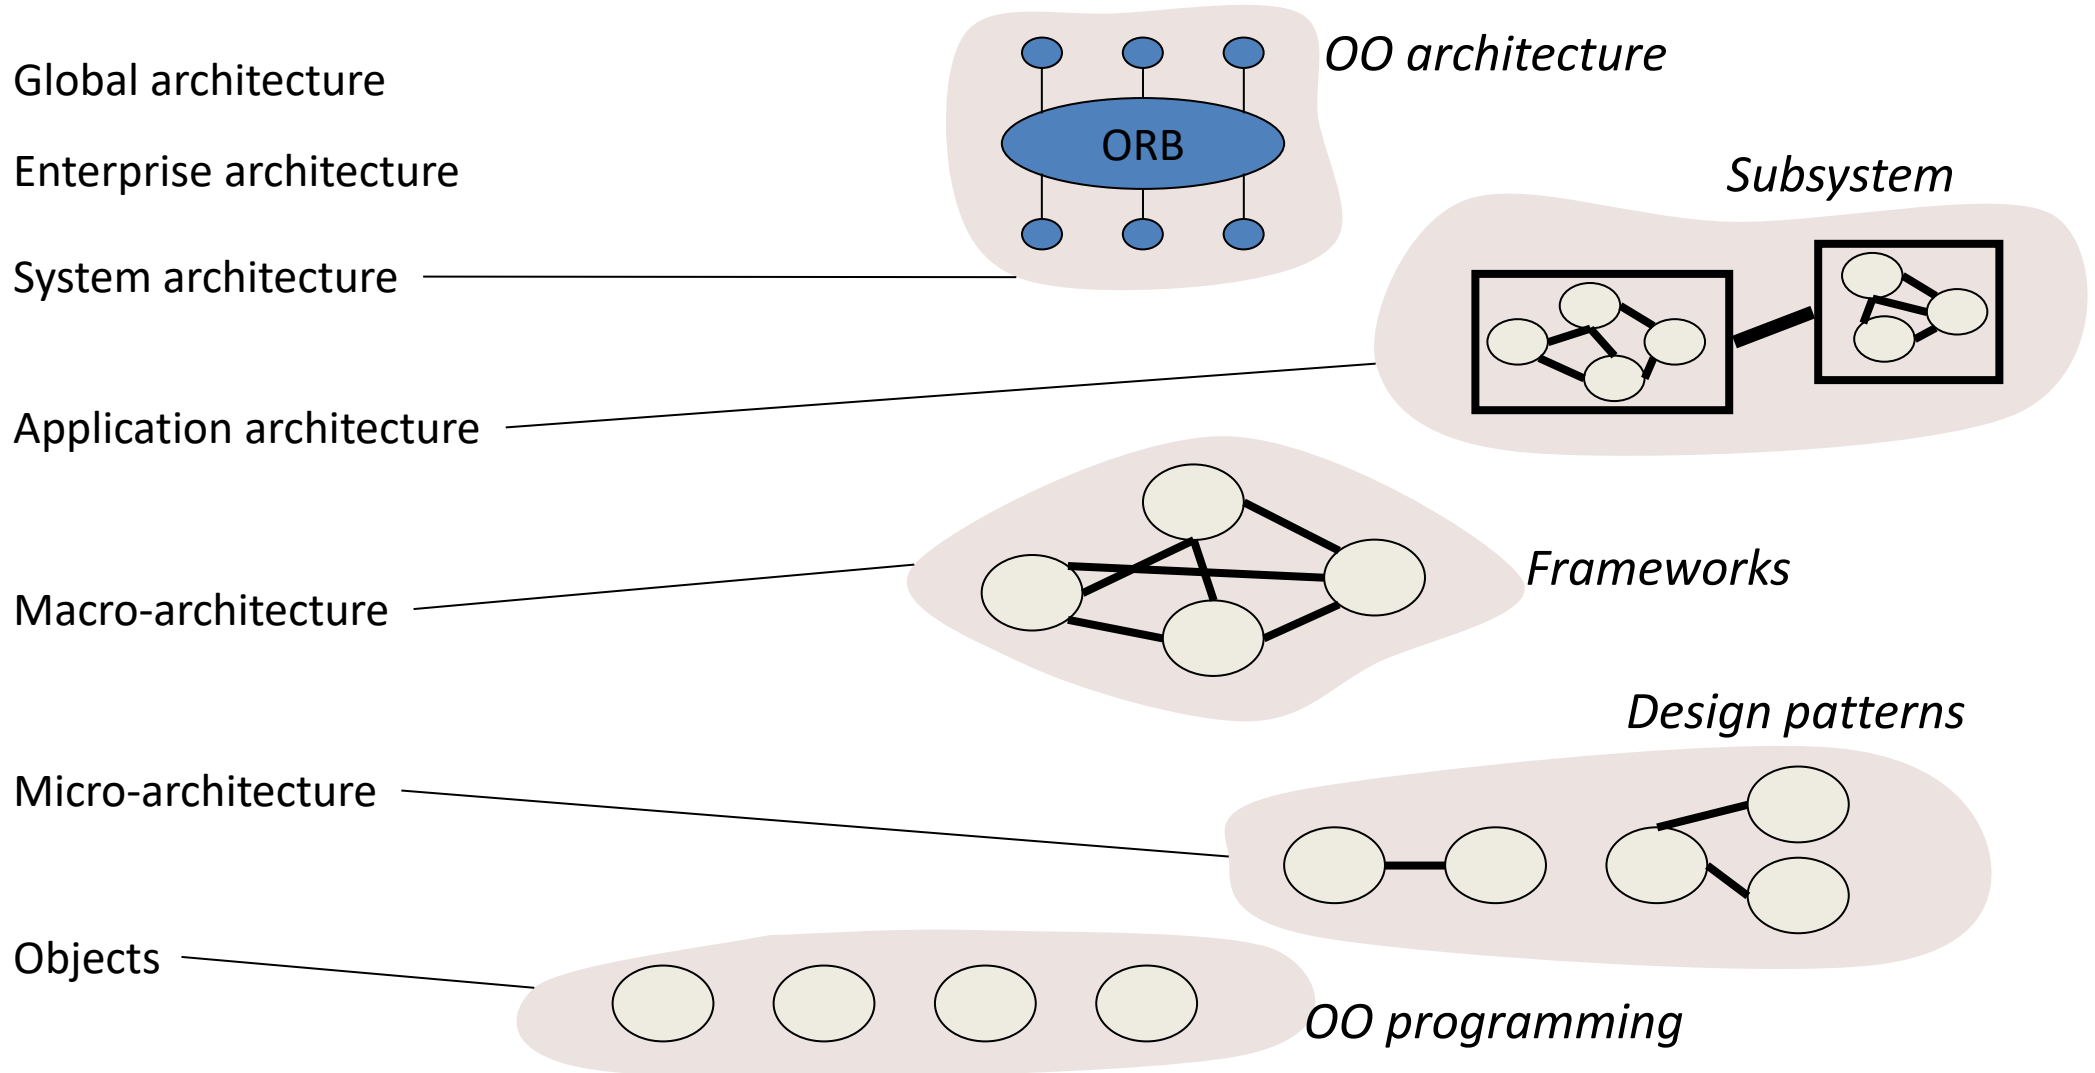 Global architecture
OO architecture
ORB
Enterprise architecture
Subsystem
System architecture
Application architecture
Frameworks
Macro-architecture
Design patterns
Micro-architecture
Objects
OO programming